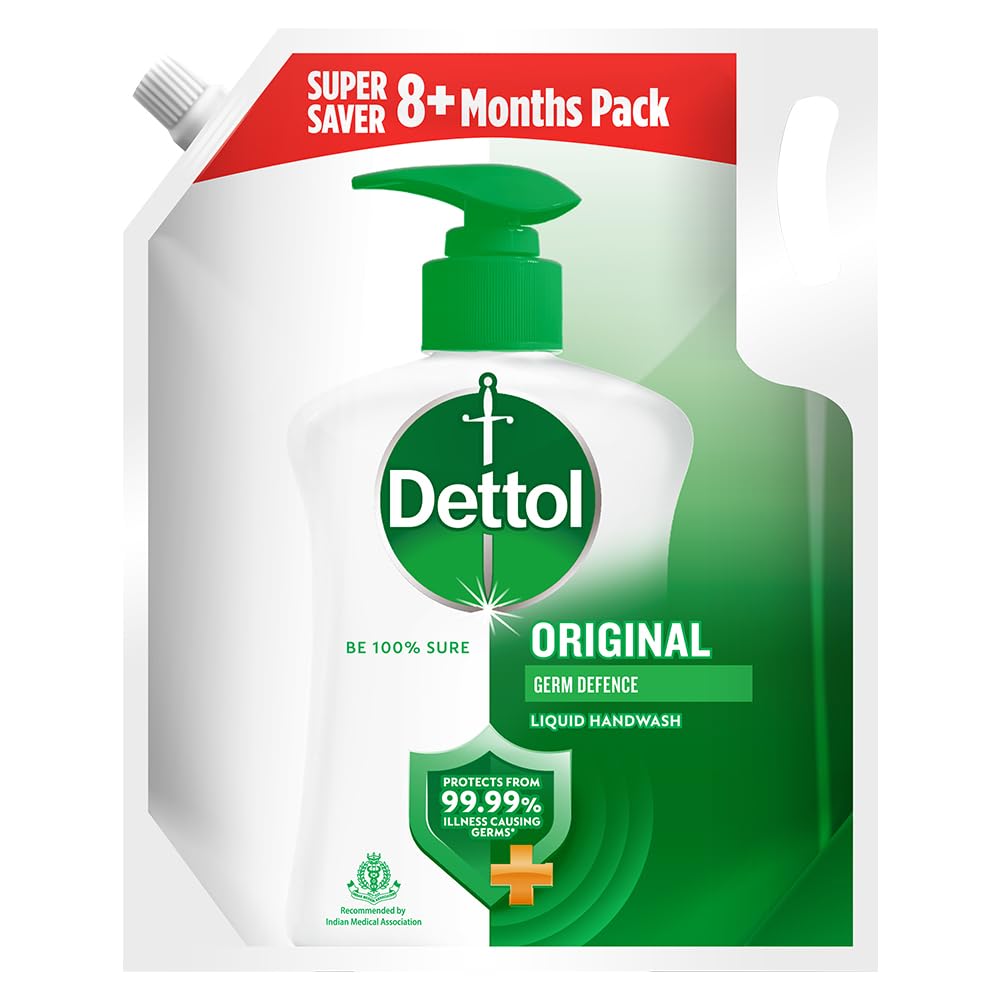 SUPER
SAVER
8+ Months Pack
Dettol
BE 100% SURE
ORIGINAL
GERM DEFENCE
LIQUID HANDWASH
PROTECTS FROM
99.99%
ILLNESS CAUSING
GERMS*
Recommended by
Indian Medical Association